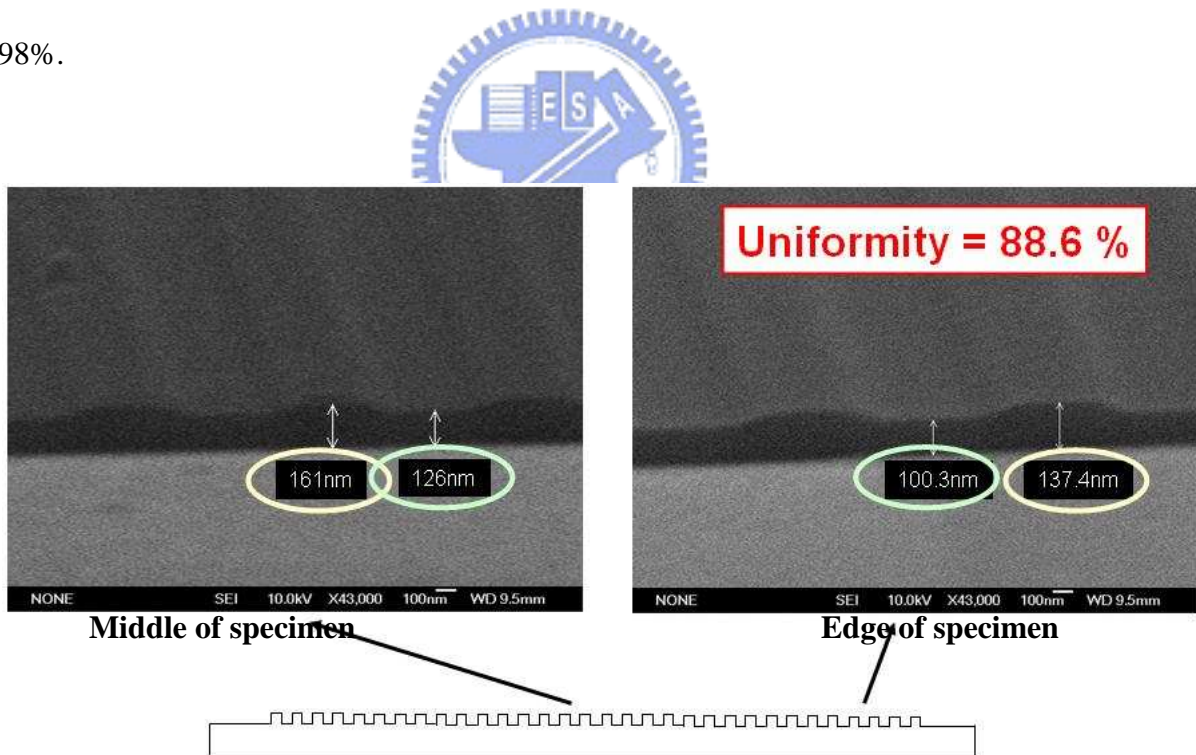 98%.
ESA
Uniformity = 88.6 %
161nm
126nm
100.3nm
137.4nm
NONE SEI 10.0kV X43,000 100nm WD 9.5mm
NONE SEI 10.0kV X43,000 100nm WD 9.5mm
Middle of specimen
Edge of specimen